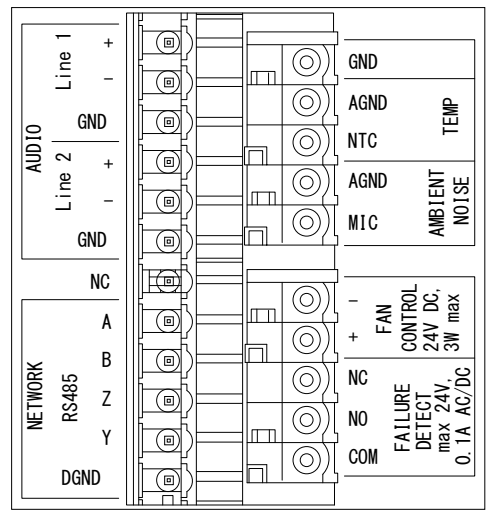 AUDIO
Line 1
+
−
GND
Line 2
+
−
GND
NC
NETWORK
RS485
A
B
Z
Y
DGND
GND
AGND
NTC
TEMP
AGND
MIC
AMBIENT
NOISE
−
+
FAN
CONTROL
24V DC,
3W max
NC
NO
COM
FAILURE
DETECT
max 24V,
0.1A AC/DC